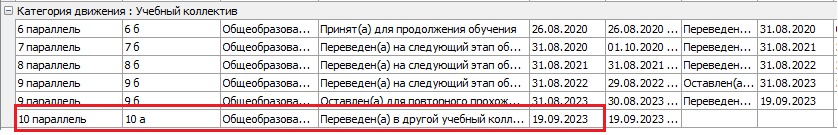 Категория движения : Учебный коллектив
6 параллель 6 б Общеобразова... Принят(а) для продолжения обучения 26.08.2020 26.08.2020 ... Переведен... 31.08.2020
7 параллель 7 б Общеобразова... Переведен(а) на следующий этап об... 31.08.2020 01.10.2020 ... Переведен... 31.08.2021
8 параллель 8 б Общеобразова... Переведен(а) на следующий этап об... 31.08.2021 31.08.2021 ... Переведен... 31.08.2022
9 параллель 9 б Общеобразова... Переведен(а) на следующий этап об... 31.08.2022 29.08.2022 ... Оставлен(а... 31.08.2023
9 параллель 9 б Общеобразова... Оставлен(а) для повторного прохож... 31.08.2023 30.08.2023 ... Переведен... 19.09.2023
10 параллель 10 а Общеобразова... Переведен(а) в другой учебный колл... 19.09.2023 19.09.2023 ...